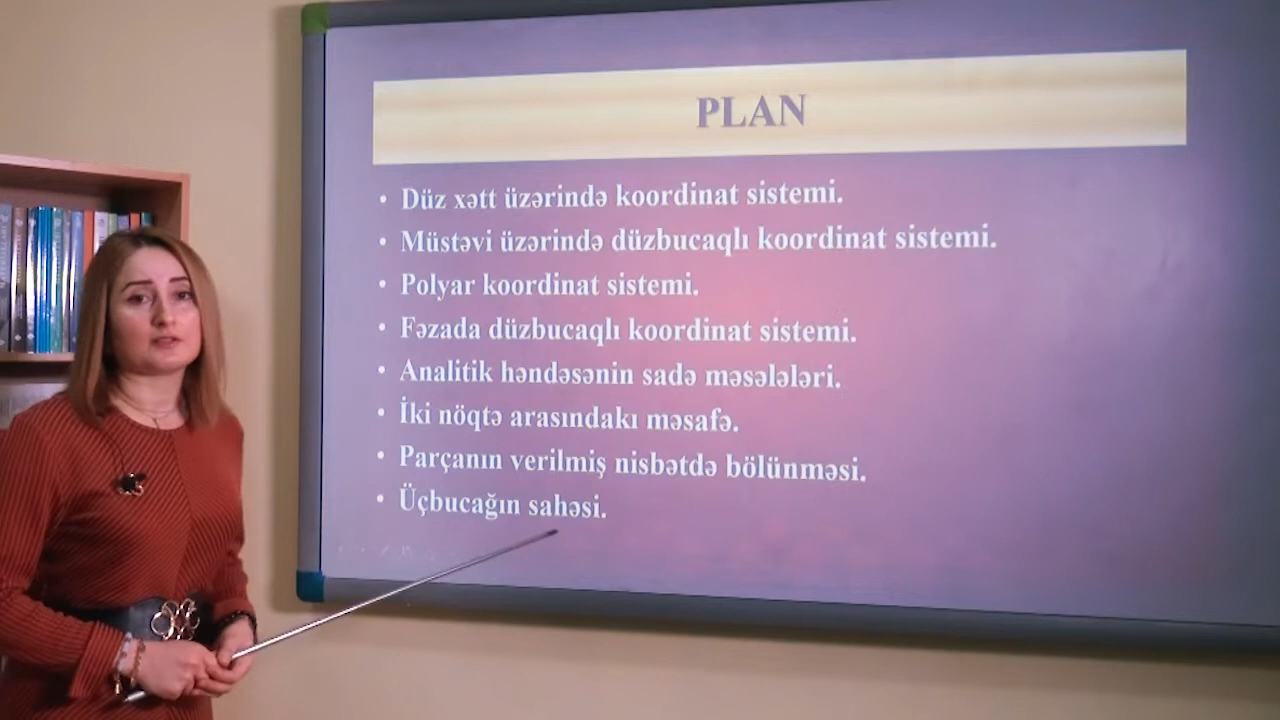 PLAN
• Düz xətt üzərində koordinat sistemi.
• Müstəvi üzərində düzbucaqlı koordinat sistemi.
• Polyar koordinat sistemi.
• Fəzada düzbucaqlı koordinat sistemi.
• Analitik həndəsənin sadə məsələləri.
• İki nöqtə arasındakı məsafə.
• Parçanın verilmiş nisbətdə bölünməsi.
• Üçbucağın sahəsi.